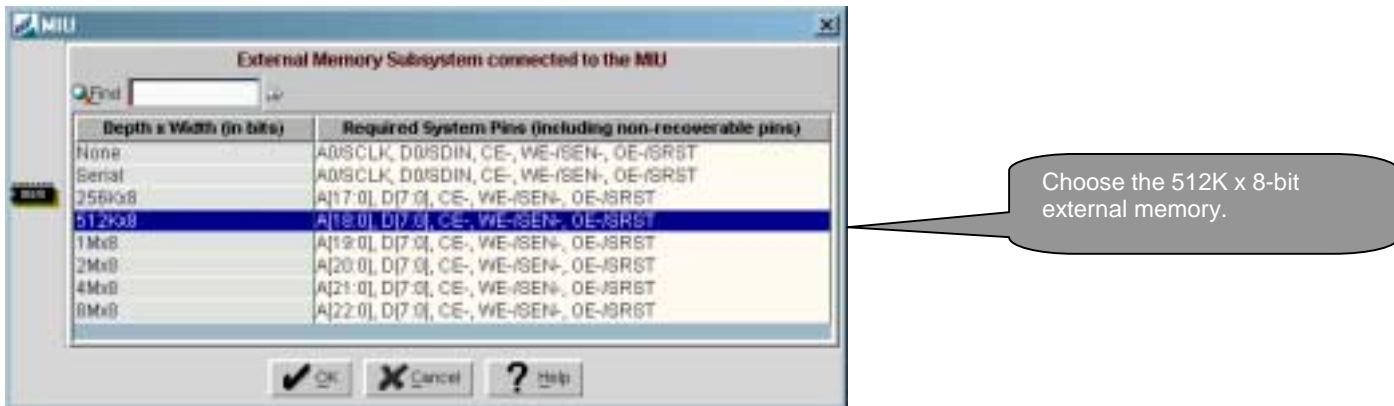 MIU
External Memory Subsystem connected to the MIU
Find
Depth x Width (in bits) Required System Pins (including non-recoverable pins)
None A0/SCLK, D0/SDIN, CE-, WE-/SEN-, OE-/SRST
Serial A0/SCLK, D0/SDIN, CE-, WE-/SEN-, OE-/SRST
256Kx8 A[17:0], D[7:0], CE-, WE-/SEN-, OE-/SRST
512Kx8 A[18:0], D[7:0], CE-, WE-/SEN-, OE-/SRST
1Mx8 A[19:0], D[7:0], CE-, WE-/SEN-, OE-/SRST
2Mx8 A[20:0], D[7:0], CE-, WE-/SEN-, OE-/SRST
4Mx8 A[21:0], D[7:0], CE-, WE-/SEN-, OE-/SRST
8Mx8 A[22:0], D[7:0], CE-, WE-/SEN-, OE-/SRST
OK Cancel Help
Choose the 512K x 8-bit
external memory.